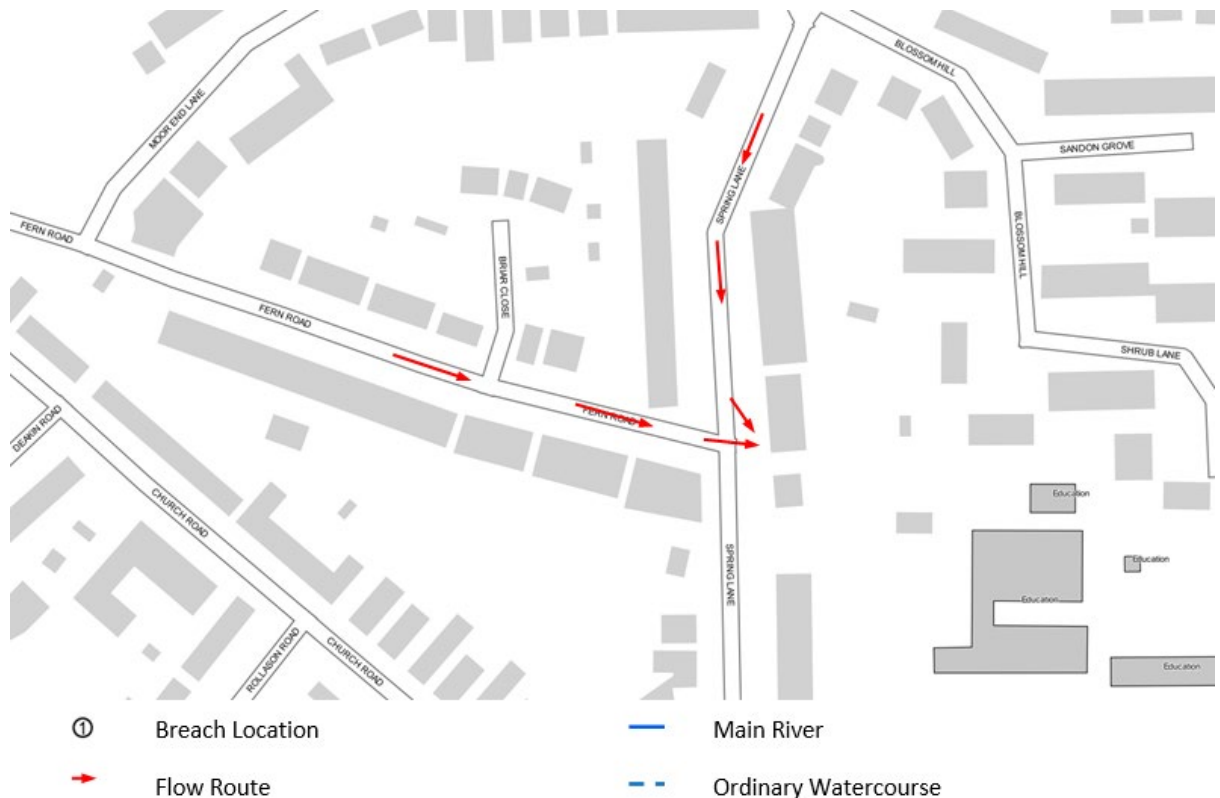 BLOSSOM HILL
MOOR END LANE
SANDON GROVE
SPRING LANE
FERN ROAD
BLOSSOM HILL
BRIAR CLOSE
FERN ROAD
SHRUB LANE
FERN ROAD
DEAKIN ROAD
Education
CHURCH ROAD
Education
SPRING LANE
Education
ROLLASON ROAD
CHURCH ROAD
Education
① Breach Location
Main River
Flow Route
Ordinary Watercourse